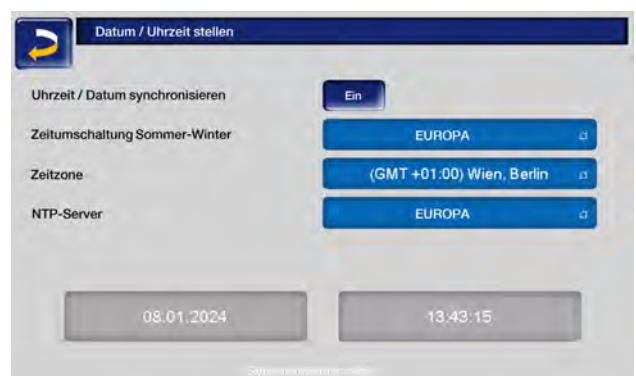 Datum / Uhrzeit stellen
Uhrzeit / Datum synchronisieren Ein
Zeitumschaltung Sommer-Winter EUROPA
Zeitzone (GMT +01:00) Wien, Berlin
NTP-Server EUROPA
08.01.2024 13:43:15